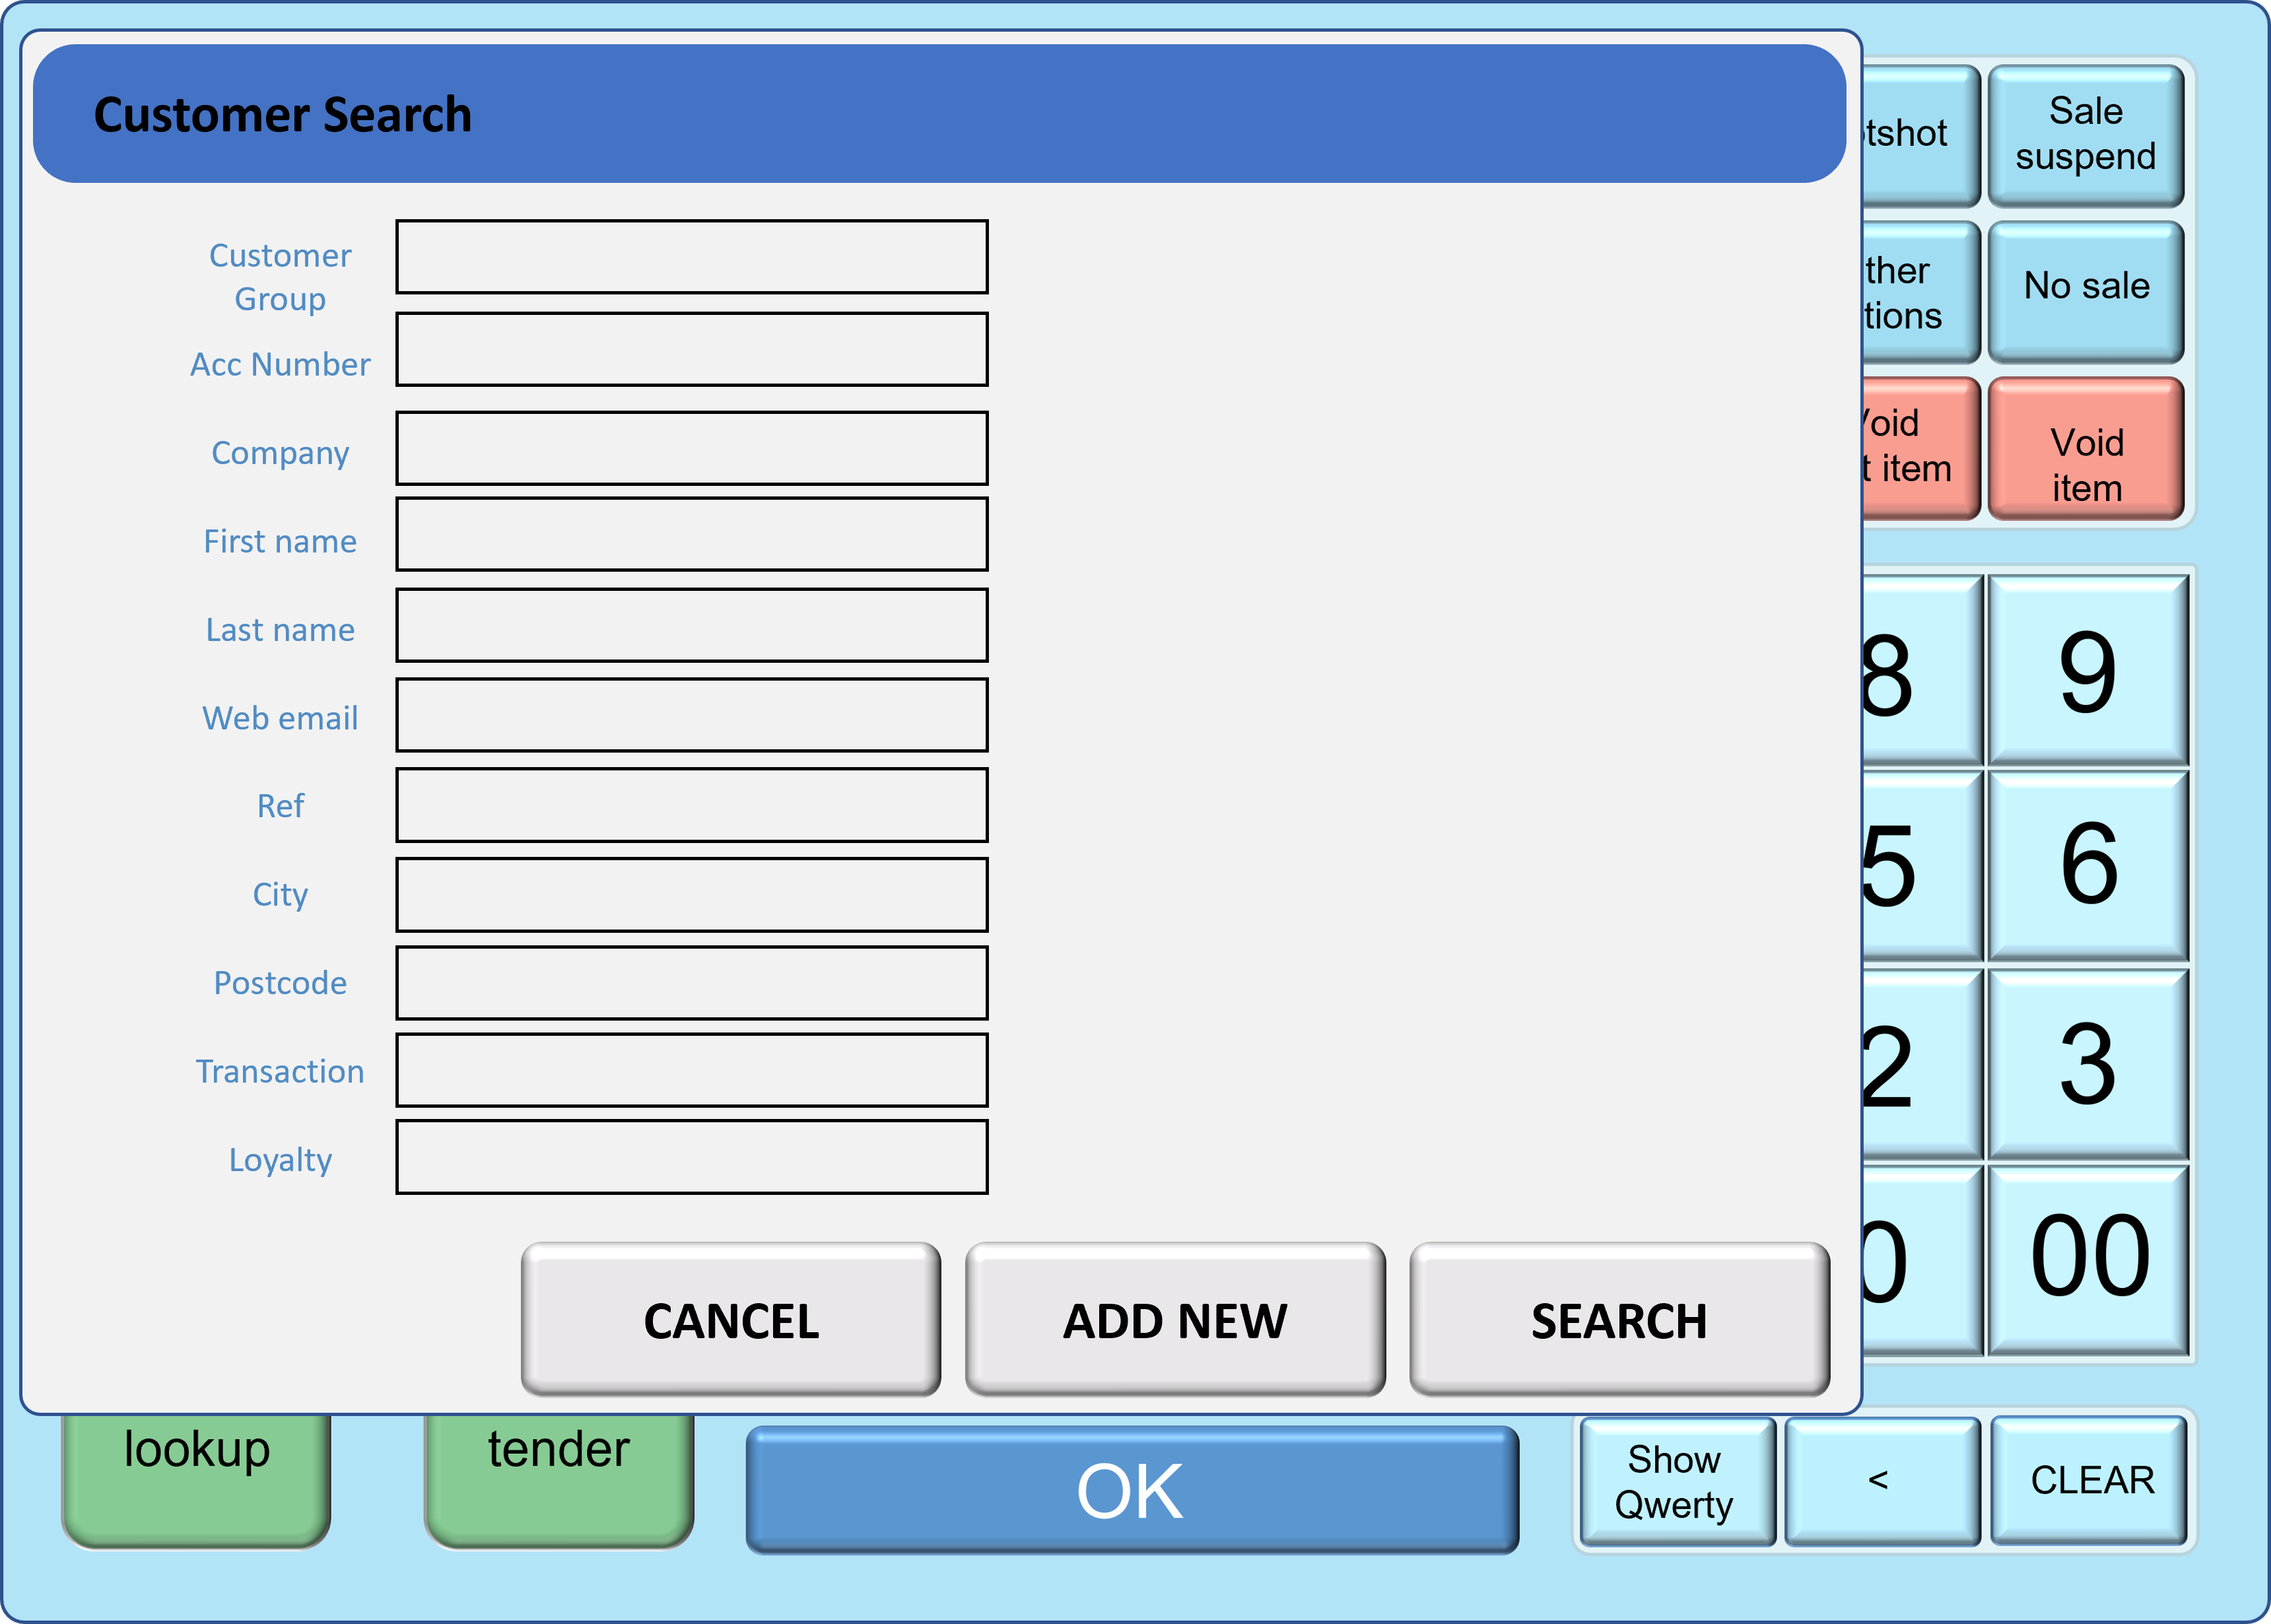 Customer Search
Customer
Group
Acc Number
Company
First name
Last name
Web email
Ref
City
Postcode
Transaction
Loyalty
CANCEL
ADD NEW
SEARCH
tshot
Sale
suspend
ther
tions
No sale
oid
t item
Void
item
8
9
5
6
2
3
0
00
lookup
tender
OK
Show
Qwerty
<
CLEAR